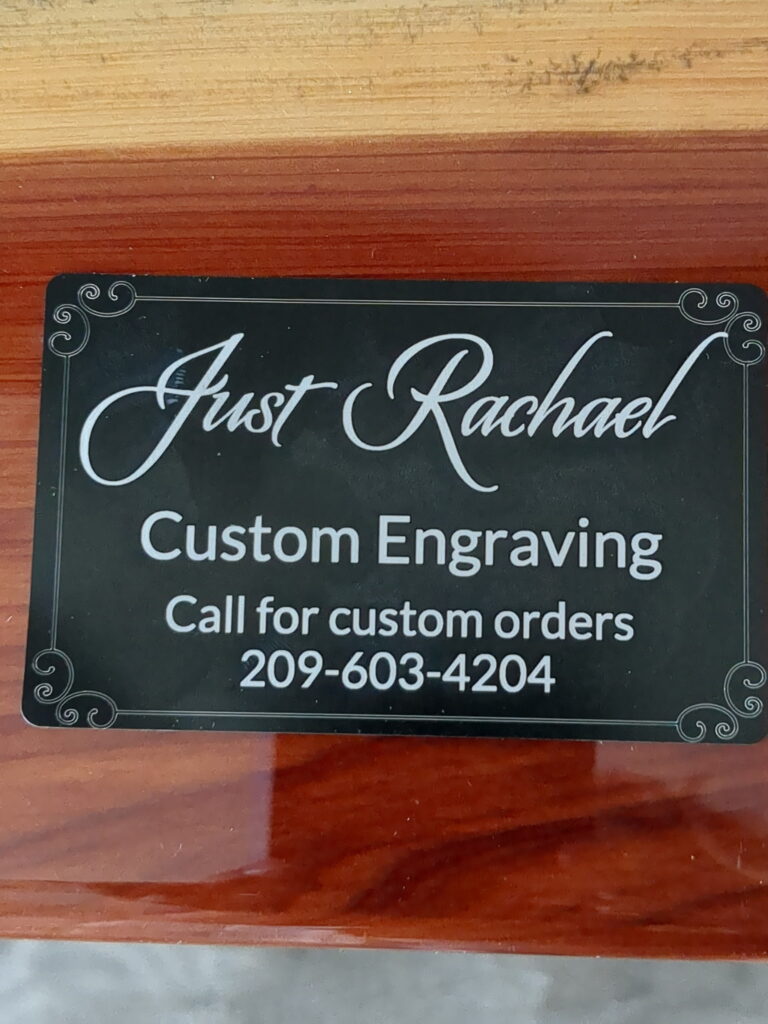 Just Rachael
Custom Engraving
Call for custom orders
209-603-4204